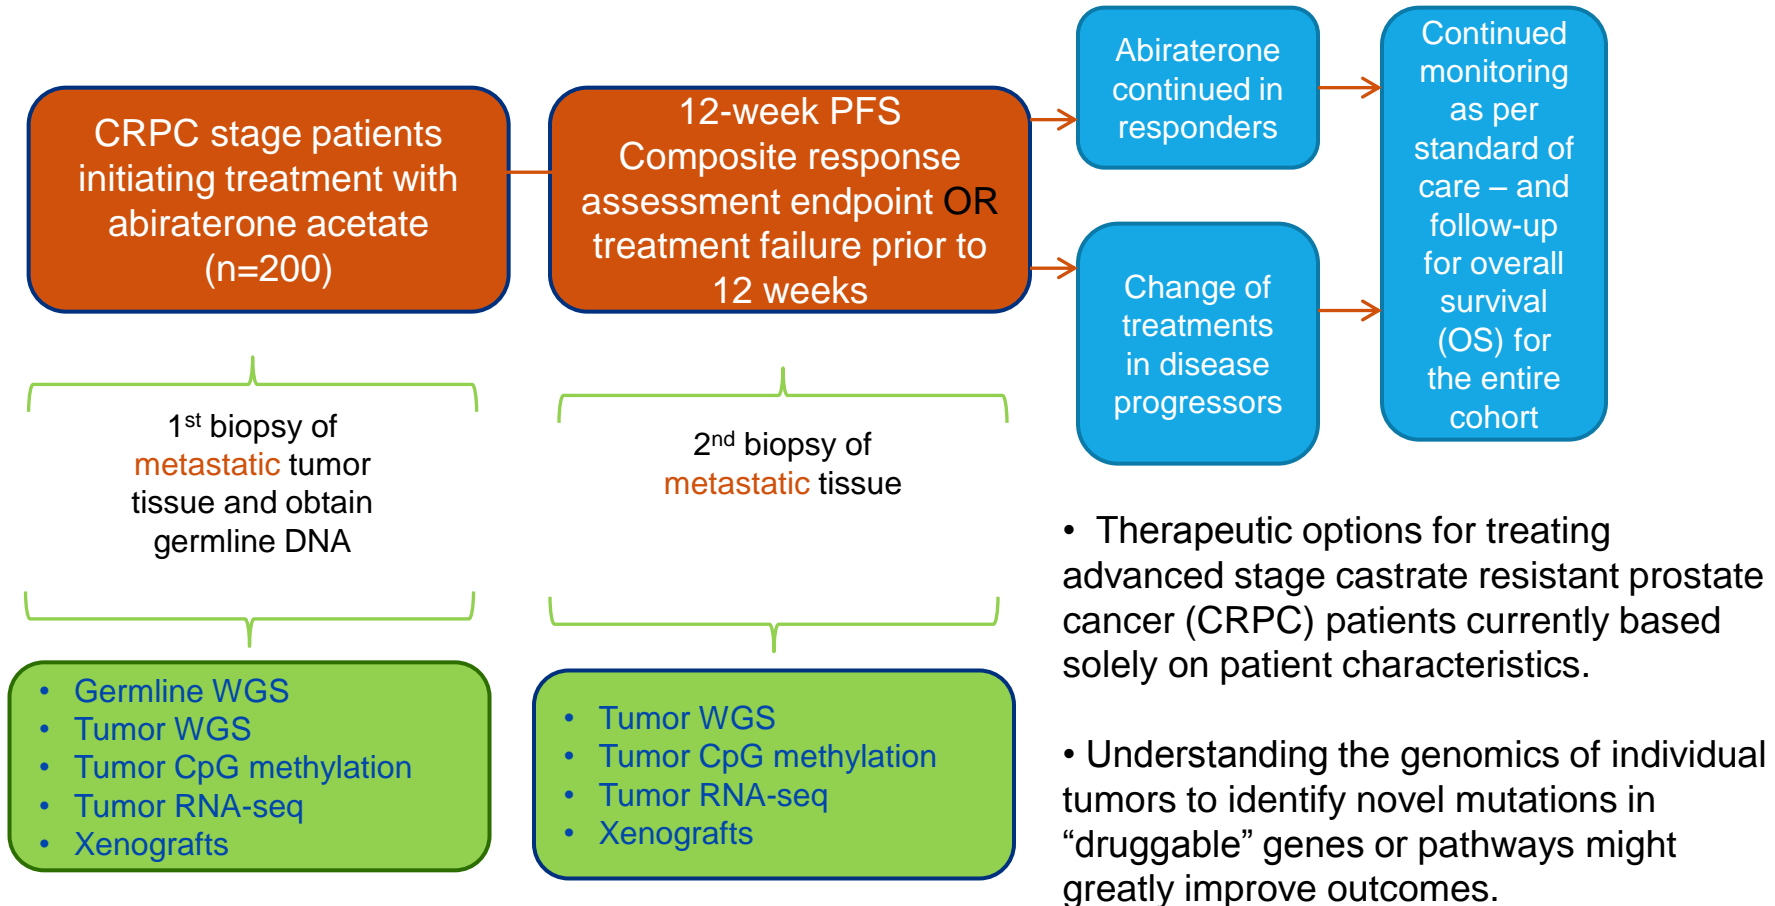 CRPC stage patients
initiating treatment with
abiraterone acetate
(n=200)
12-week PFS
Composite response
assessment endpoint OR
treatment failure prior to
12 weeks
Abiraterone
continued in
responders
Change of
treatments
in disease
progressors
Continued
monitoring
as per
standard of
care – and
follow-up
for overall
survival
(OS) for
the entire
cohort
1st biopsy of
metastatic tumor
tissue and obtain
germline DNA
2nd biopsy of
metastatic tissue
• Germline WGS
• Tumor WGS
• Tumor CpG methylation
• Tumor RNA-seq
• Xenografts
• Tumor WGS
• Tumor CpG methylation
• Tumor RNA-seq
• Xenografts
• Therapeutic options for treating
advanced stage castrate resistant prostate
cancer (CRPC) patients currently based
solely on patient characteristics.
• Understanding the genomics of individual
tumors to identify novel mutations in
“druggable” genes or pathways might
greatly improve outcomes.